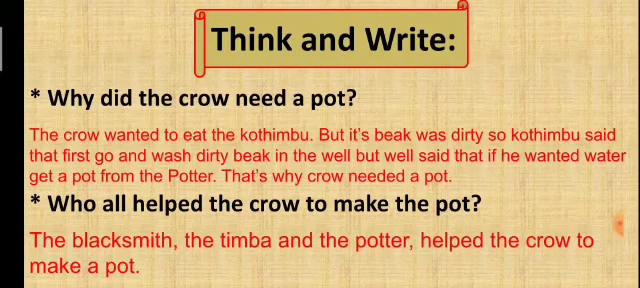 Think and Write:
* Why did the crow need a pot?
The crow wanted to eat the kothimbu. But it's beak was dirty so kothimbu said
that first go and wash dirty beak in the well but well said that if he wanted water
get a pot from the Potter. That's why crow needed a pot.
* Who all helped the crow to make the pot?
The blacksmith, the timba and the potter, helped the crow to
make a pot.